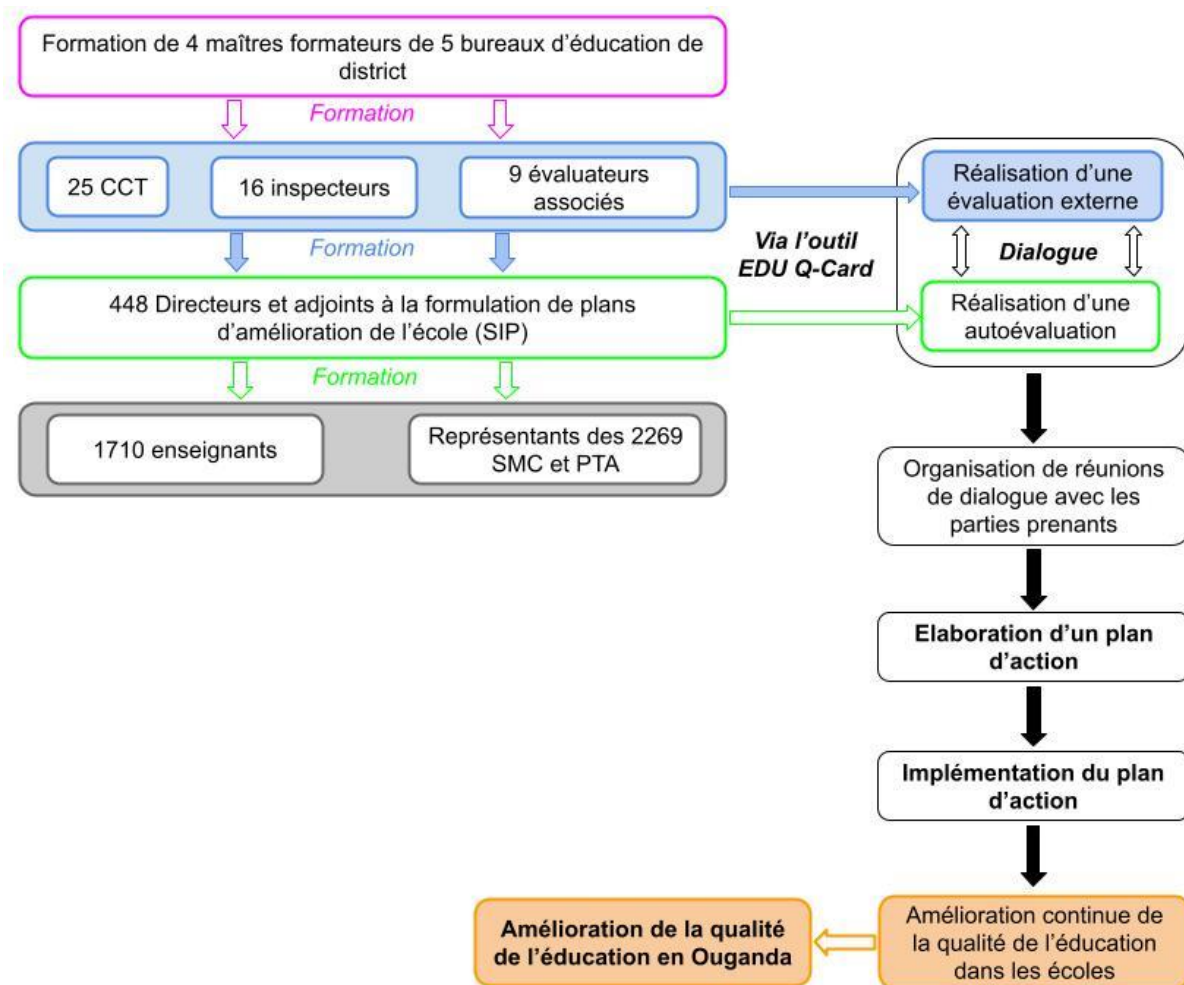 Formation de 4 maîtres formateurs de 5 bureaux d’éducation de
district
Formation
25 CCT
16 inspecteurs
9 évaluateurs
associés
Formation
448 Directeurs et adjoints à la formulation de plans
d’amélioration de l’école (SIP)
Formation
1710 enseignants
Représentants des 2269
SMC et PTA
Via l’outil
EDU Q-Card
Réalisation d’une
évaluation externe
Dialogue
Réalisation d’une
autoévaluation
Organisation de réunions
de dialogue avec les
parties prenants
Elaboration d’un plan
d’action
Implémentation du plan
d’action
Amélioration continue de
la qualité de l’éducation
dans les écoles
Amélioration de la qualité
de l’éducation en Ouganda